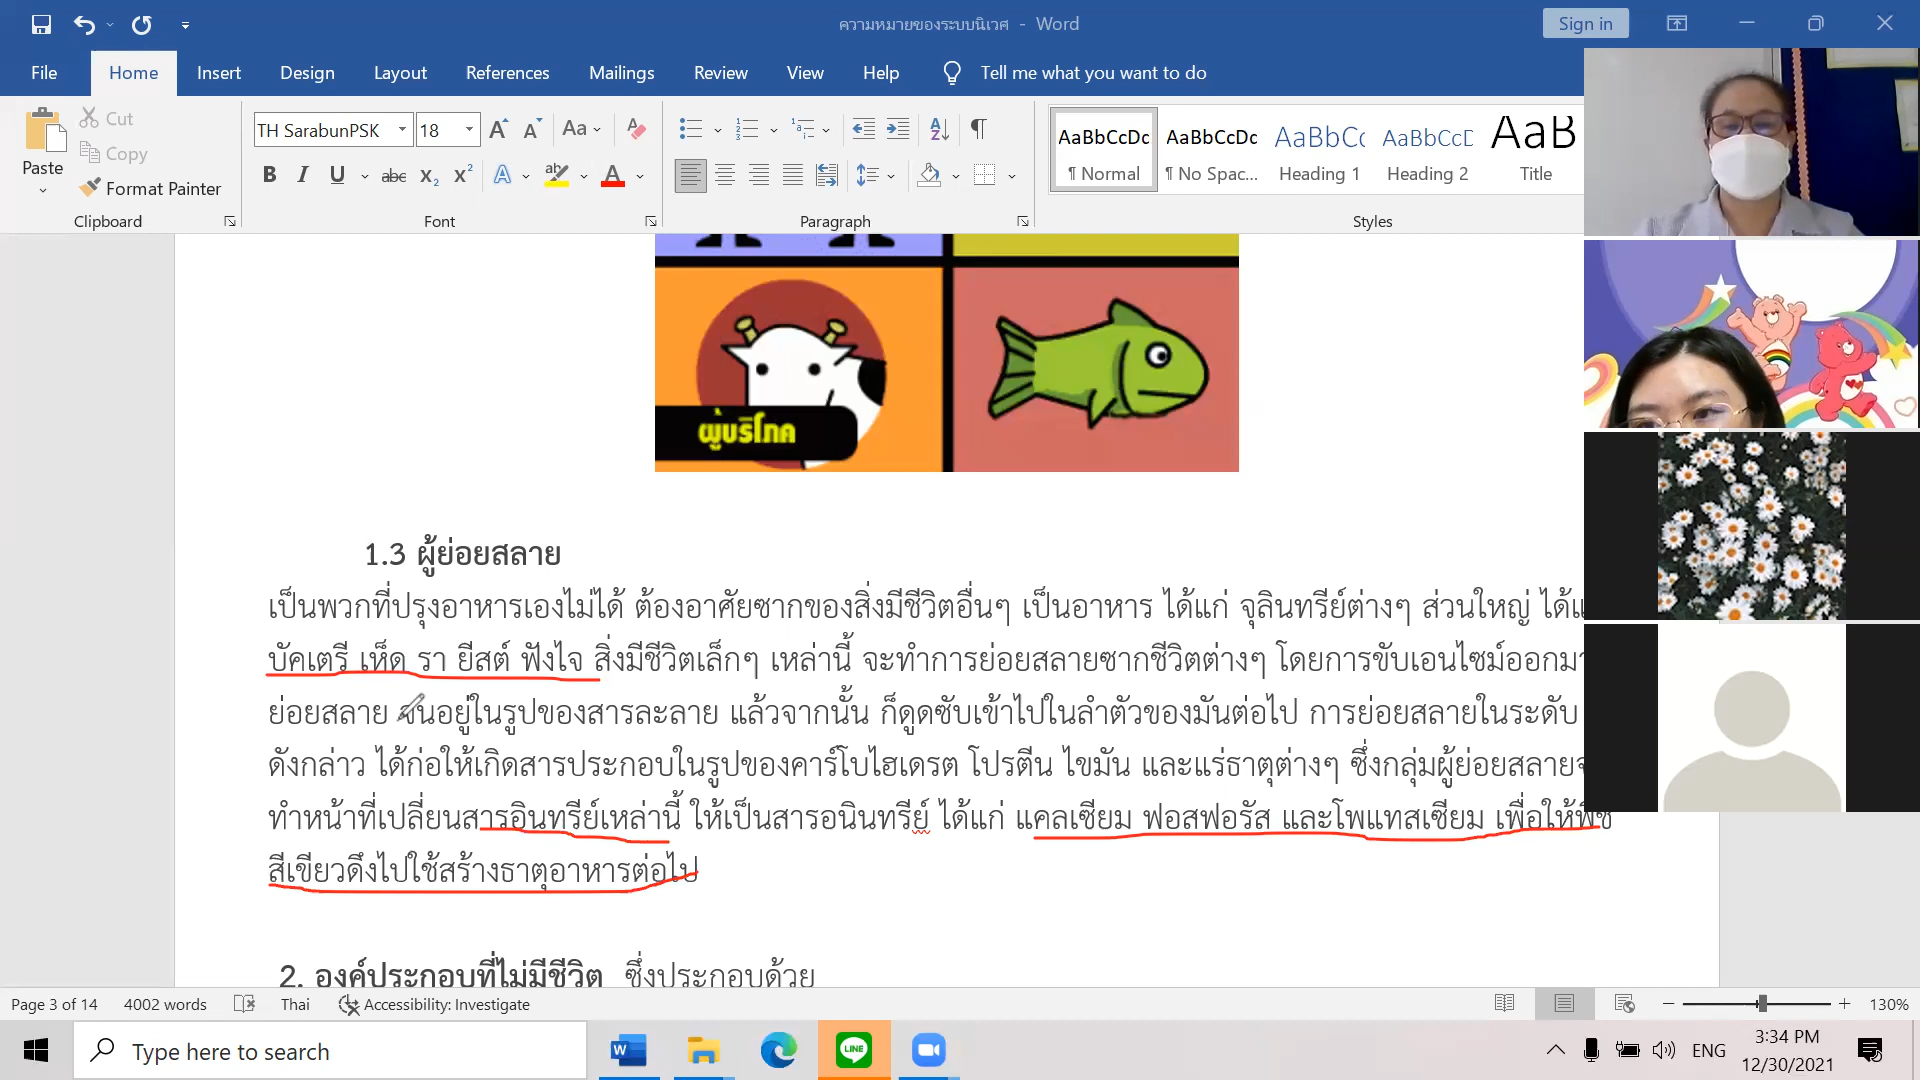 ความหมายของระบบนิเวศ - Word
Sign in
File Home Insert Design Layout References Mailings Review View Help Tell me what you want to do
Paste
Cut
Copy
Format Painter
Clipboard
TH SarabunPSK 18
Font
Paragraph
AaBbCcDc AaBbCcDc AaBbCc AaBbCcD AaB
¶ Normal ¶ No Spac... Heading 1 Heading 2 Title
Styles
ผู้บริโภค
1.3 ผู้ย่อยสลาย
เป็นพวกที่ปรุงอาหารเองไม่ได้ ต้องอาศัยซากของสิ่งมีชีวิตอื่นๆ เป็นอาหาร ได้แก่ จุลินทรีย์ต่างๆ ส่วนใหญ่
บัคเตรี เห็ด รา ยีสต์ ฟังไจ สิ่งมีชีวิตเล็กๆ เหล่านี้ จะทำการย่อยสลายซากชีวิตต่างๆ โดยการขับเอนไซม์ออกมา
ย่อยสลาย จนอยู่ในรูปของสารละลาย แล้วจากนั้น ก็ดูดซับเข้าไปในลำตัวของมันต่อไป การย่อยสลายในระดับ
ดังกล่าว ได้ก่อให้เกิดสารประกอบในรูปของคาร์โบไฮเดรต โปรตีน ไขมัน และแร่ธาตุต่างๆ ซึ่งกลุ่มผู้ย่อยสลาย
ทำหน้าที่เปลี่ยนสารอินทรีย์เหล่านี้ ให้เป็นสารอนินทรีย์ ได้แก่ แคลเซียม ฟอสฟอรัส และโพแทสเซียม เพื่อให้พืช
สีเขียวดึงไปใช้สร้างธาตุอาหารต่อไป
2. องค์ประกอบที่ไม่มีชีวิต ซึ่งประกอบด้วย
Page 3 of 14 4002 words Thai Accessibility: Investigate 130%
Type here to search
LINE
ENG
3:34 PM
12/30/2021